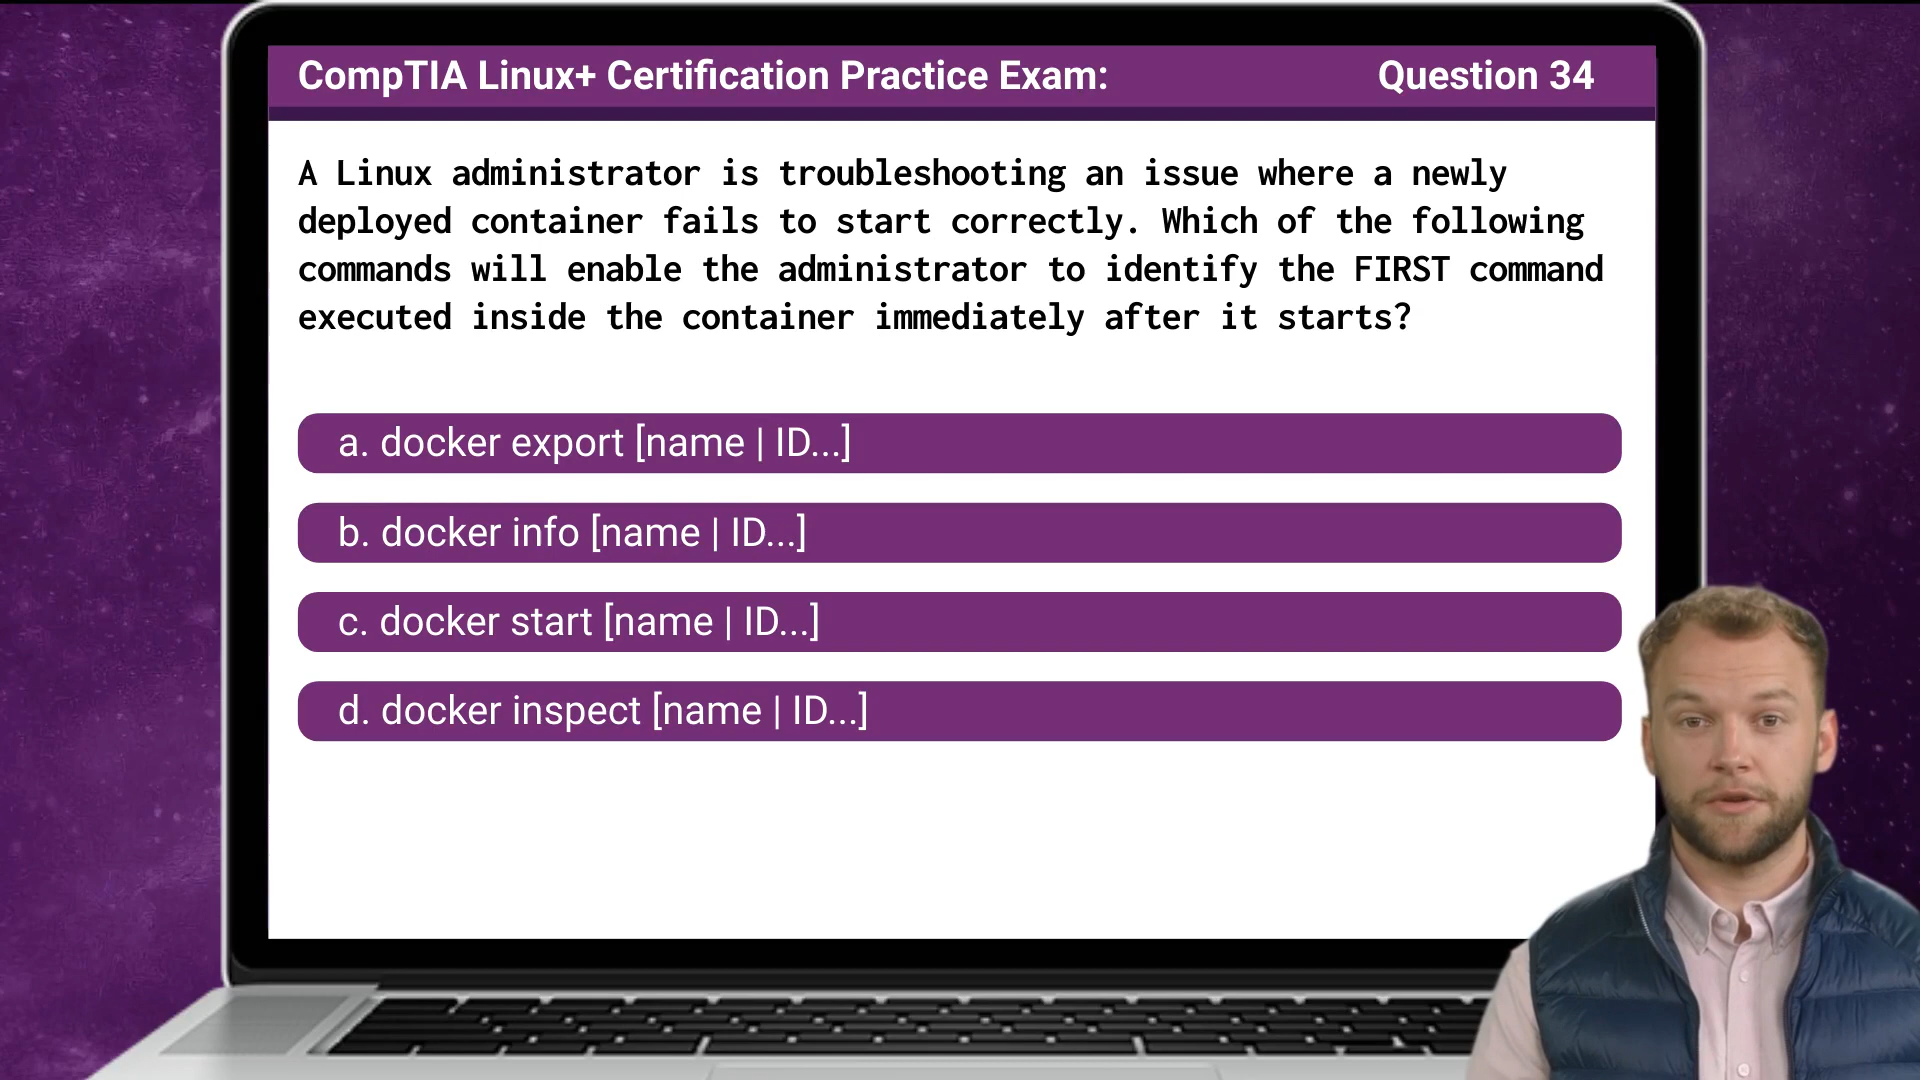 CompTIA Linux+ Certification Practice Exam:
Question 34
A Linux administrator is troubleshooting an issue where a newly
deployed container fails to start correctly. Which of the following
commands will enable the administrator to identify the FIRST command
executed inside the container immediately after it starts?
a. docker export [name | ID...]
b. docker info [name | ID...]
c. docker start [name | ID...]
d. docker inspect [name | ID...]